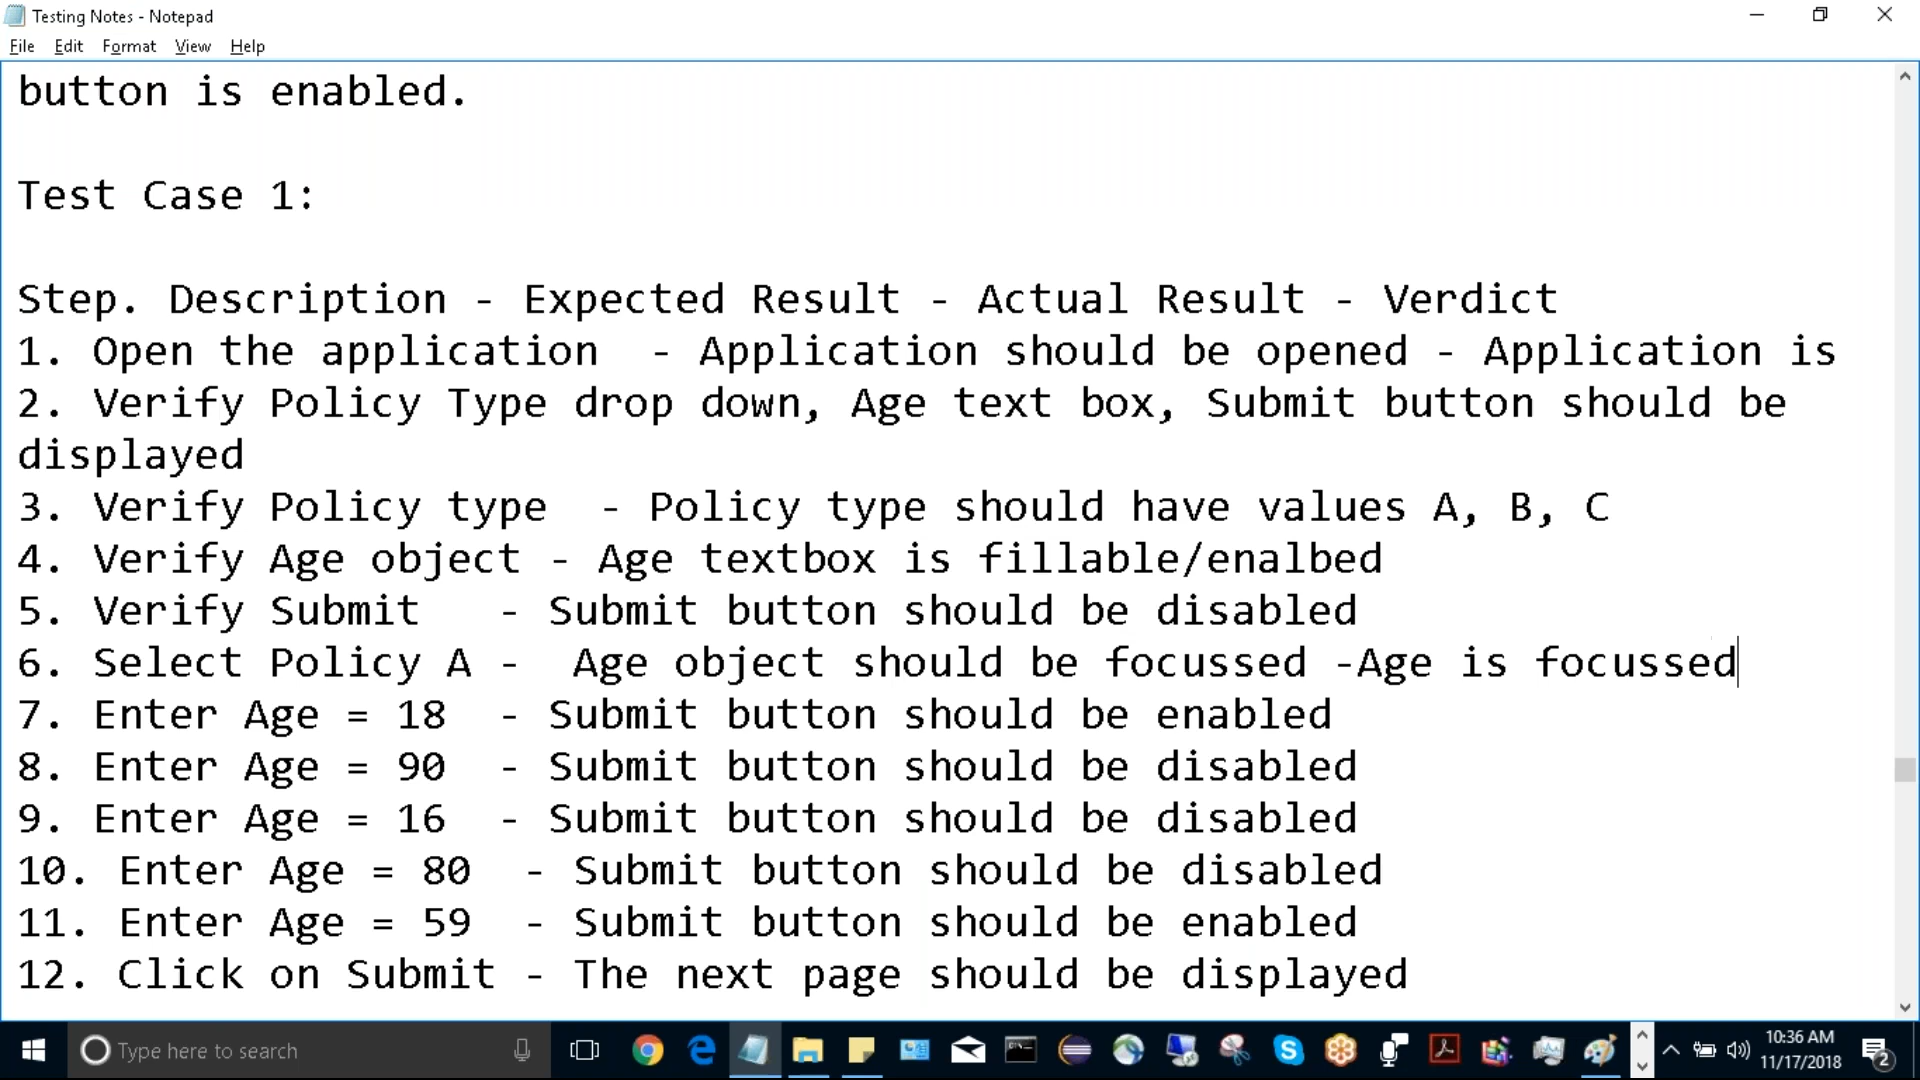 Testing Notes - Notepad
File Edit Format View Help
button is enabled.
Test Case 1:
Step. Description - Expected Result - Actual Result - Verdict
1. Open the application - Application should be opened - Application is
2. Verify Policy Type drop down, Age text box, Submit button should be
displayed
3. Verify Policy type - Policy type should have values A, B, C
4. Verify Age object - Age textbox is fillable/enalbed
5. Verify Submit - Submit button should be disabled
6. Select Policy A - Age object should be focussed -Age is focussed
7. Enter Age = 18 - Submit button should be enabled
8. Enter Age = 90 - Submit button should be disabled
9. Enter Age = 16 - Submit button should be disabled
10. Enter Age = 80 - Submit button should be disabled
11. Enter Age = 59 - Submit button should be enabled
12. Click on Submit - The next page should be displayed
Type here to search
10:36 AM
11/17/2018
2